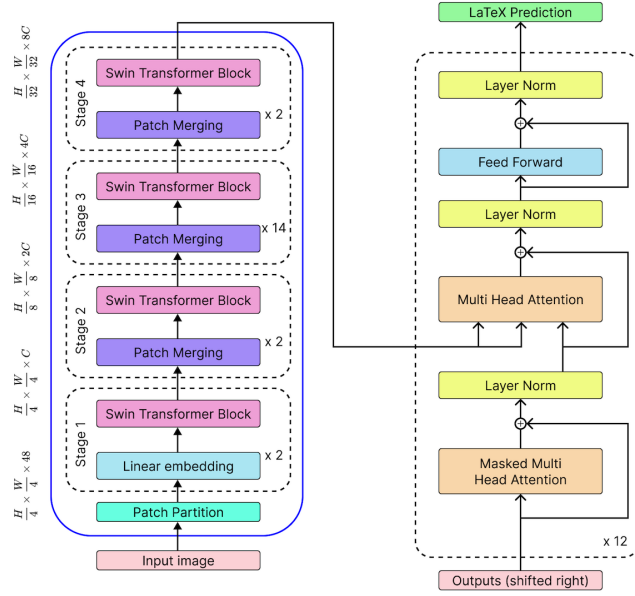 H/32 × W/32 × 8C
Stage 4
Swin Transformer Block
Patch Merging
x 2
H/16 × W/16 × 4C
Stage 3
Swin Transformer Block
Patch Merging
x 14
H/8 × W/8 × 2C
Stage 2
Swin Transformer Block
Patch Merging
x 2
H/4 × W/4 × C
Stage 1
Swin Transformer Block
Linear embedding
x 2
H/4 × W/4 × 48
Patch Partition
Input image
LaTeX Prediction
Layer Norm
+
Feed Forward
Layer Norm
+
Multi Head Attention
Layer Norm
+
Masked Multi
Head Attention
x 12
Outputs (shifted right)